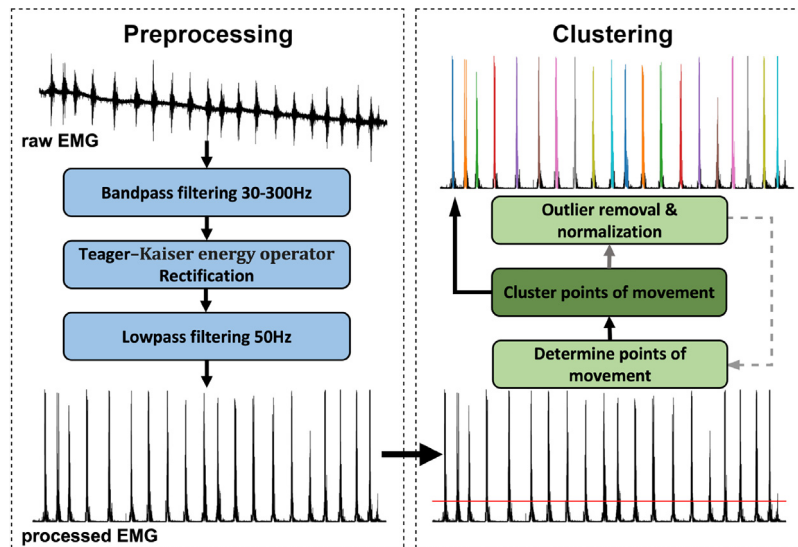 Preprocessing
raw EMG
Bandpass filtering 30-300Hz
Teager–Kaiser energy operator
Rectification
Lowpass filtering 50Hz
processed EMG
Clustering
Outlier removal &
normalization
Cluster points of movement
Determine points of
movement